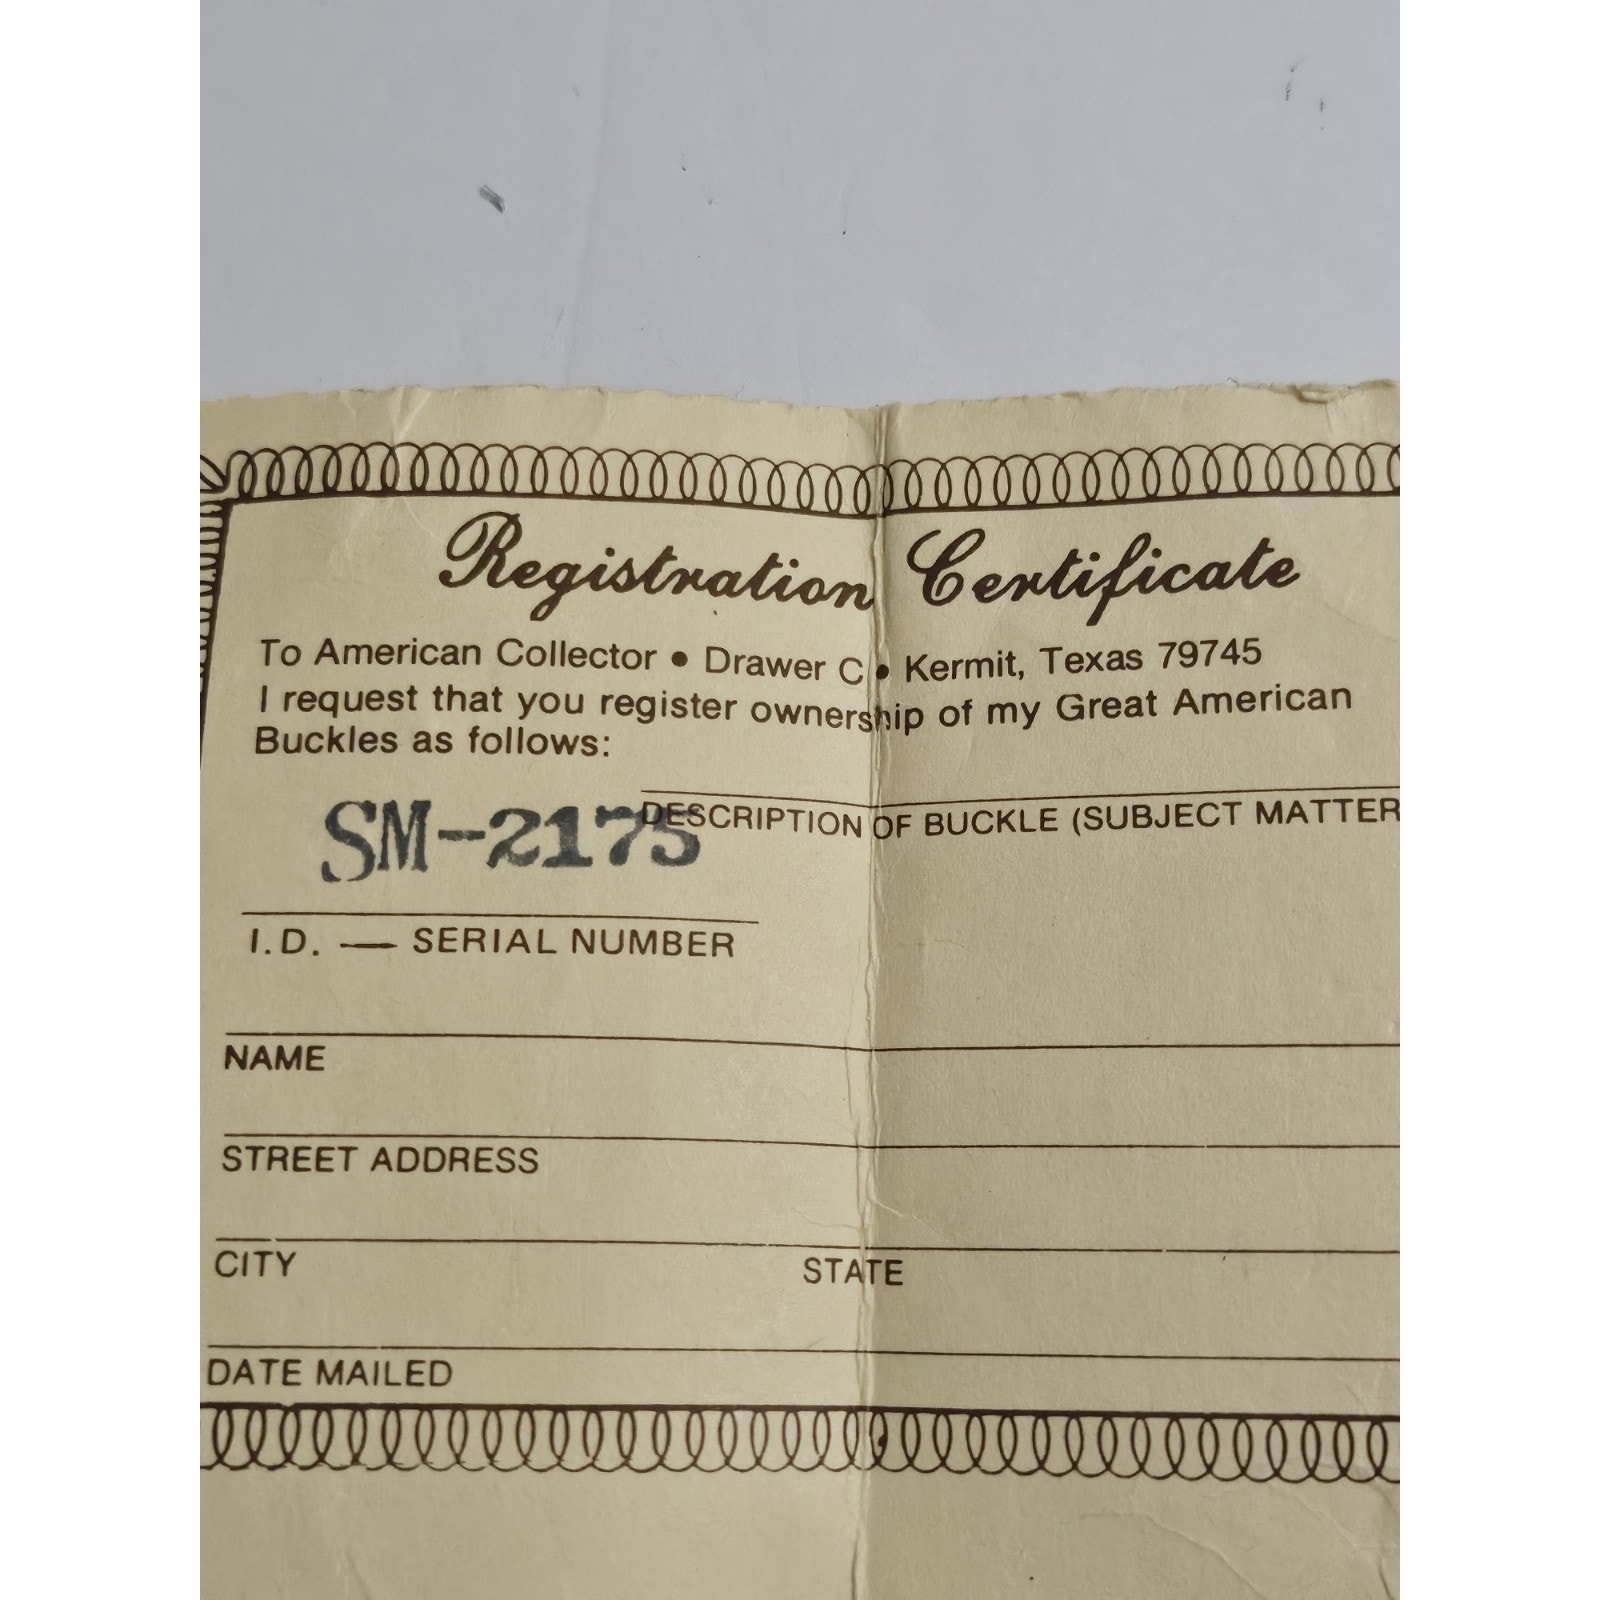 Registration Certificate
To American Collector • Drawer C • Kermit, Texas 79745
I request that you register ownership of my Great American
Buckles as follows:
DESCRIPTION OF BUCKLE (SUBJECT MATTER
SM-2175
I.D. — SERIAL NUMBER
NAME
STREET ADDRESS
CITY STATE
DATE MAILED